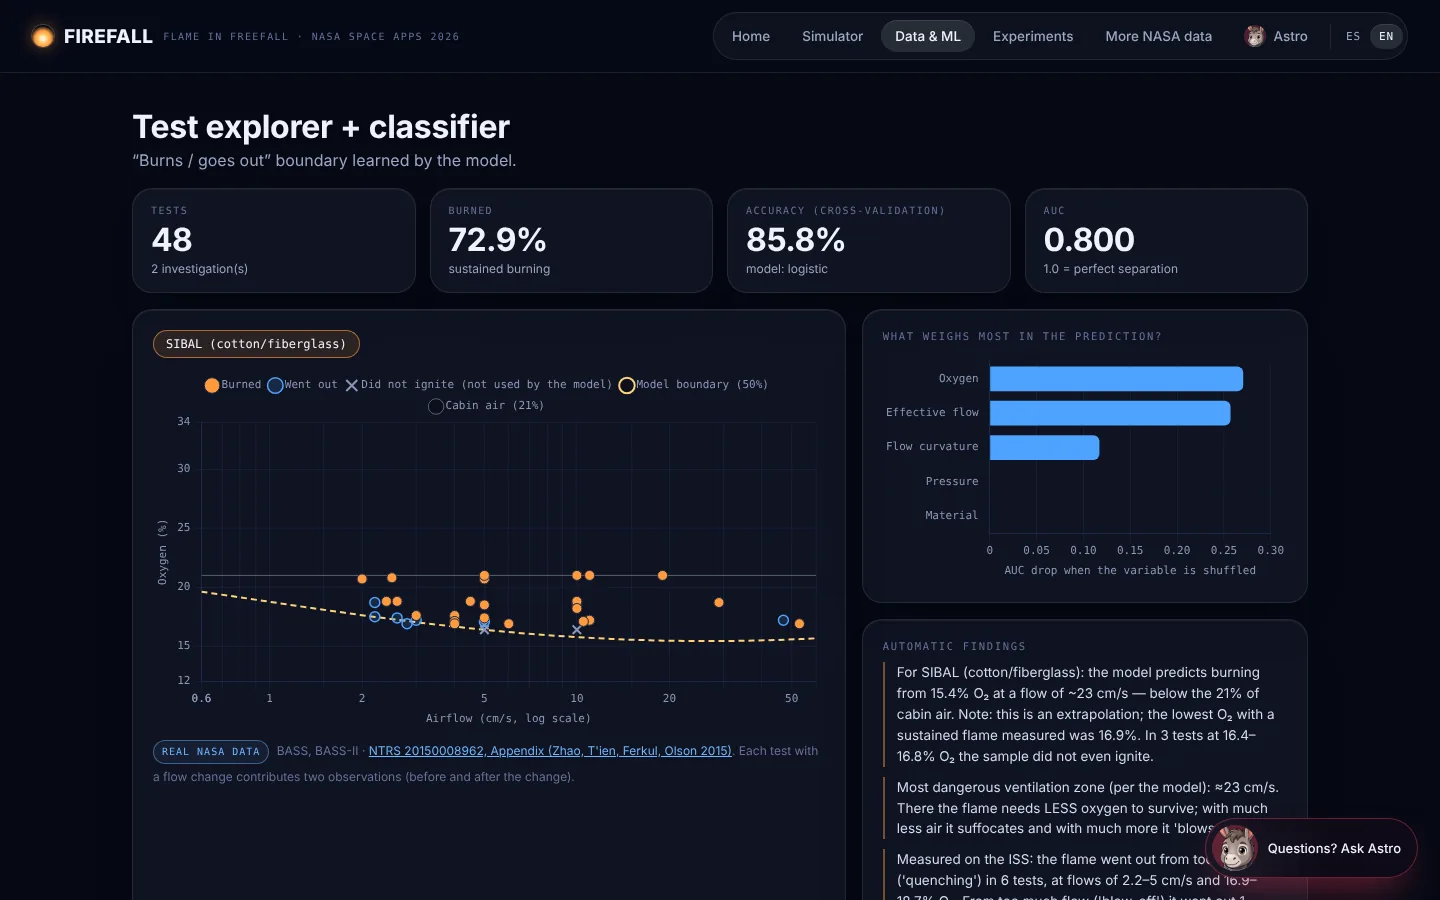 FIREFALL FLAME IN FREEFALL · NASA SPACE APPS 2026
Home Simulator Data & ML Experiments More NASA data Astro ES EN
Test explorer + classifier
“Burns / goes out” boundary learned by the model.
TESTS
48
2 investigation(s)
BURNED
72.9%
sustained burning
ACCURACY (CROSS-VALIDATION)
85.8%
model: logistic
AUC
0.800
1.0 = perfect separation
SIBAL (cotton/fiberglass)
Burned Went out Did not ignite (not used by the model) Model boundary (50%)
Cabin air (21%)
34
30
25
20
15
12
Oxygen (%)
0.6 1 2 5 10 20 50
Airflow (cm/s, log scale)
REAL NASA DATA BASS, BASS-II · NTRS 20150008962, Appendix (Zhao, T'ien, Ferkul, Olson 2015). Each test with
a flow change contributes two observations (before and after the change).
WHAT WEIGHS MOST IN THE PREDICTION?
Oxygen
Effective flow
Flow curvature
Pressure
Material
0 0.05 0.10 0.15 0.20 0.25 0.30
AUC drop when the variable is shuffled
AUTOMATIC FINDINGS
For SIBAL (cotton/fiberglass): the model predicts burning
from 15.4% O₂ at a flow of ~23 cm/s — below the 21% of
cabin air. Note: this is an extrapolation; the lowest O₂ with a
sustained flame measured was 16.9%. In 3 tests at 16.4–
16.8% O₂ the sample did not even ignite.
Most dangerous ventilation zone (per the model): ≈23 cm/s.
There the flame needs LESS oxygen to survive; with much
less air it suffocates and with much more it 'blows
Measured on the ISS: the flame went out from too
('quenching') in 6 tests, at flows of 2.2–5 cm/s and 16.9–
Questions? Ask Astro